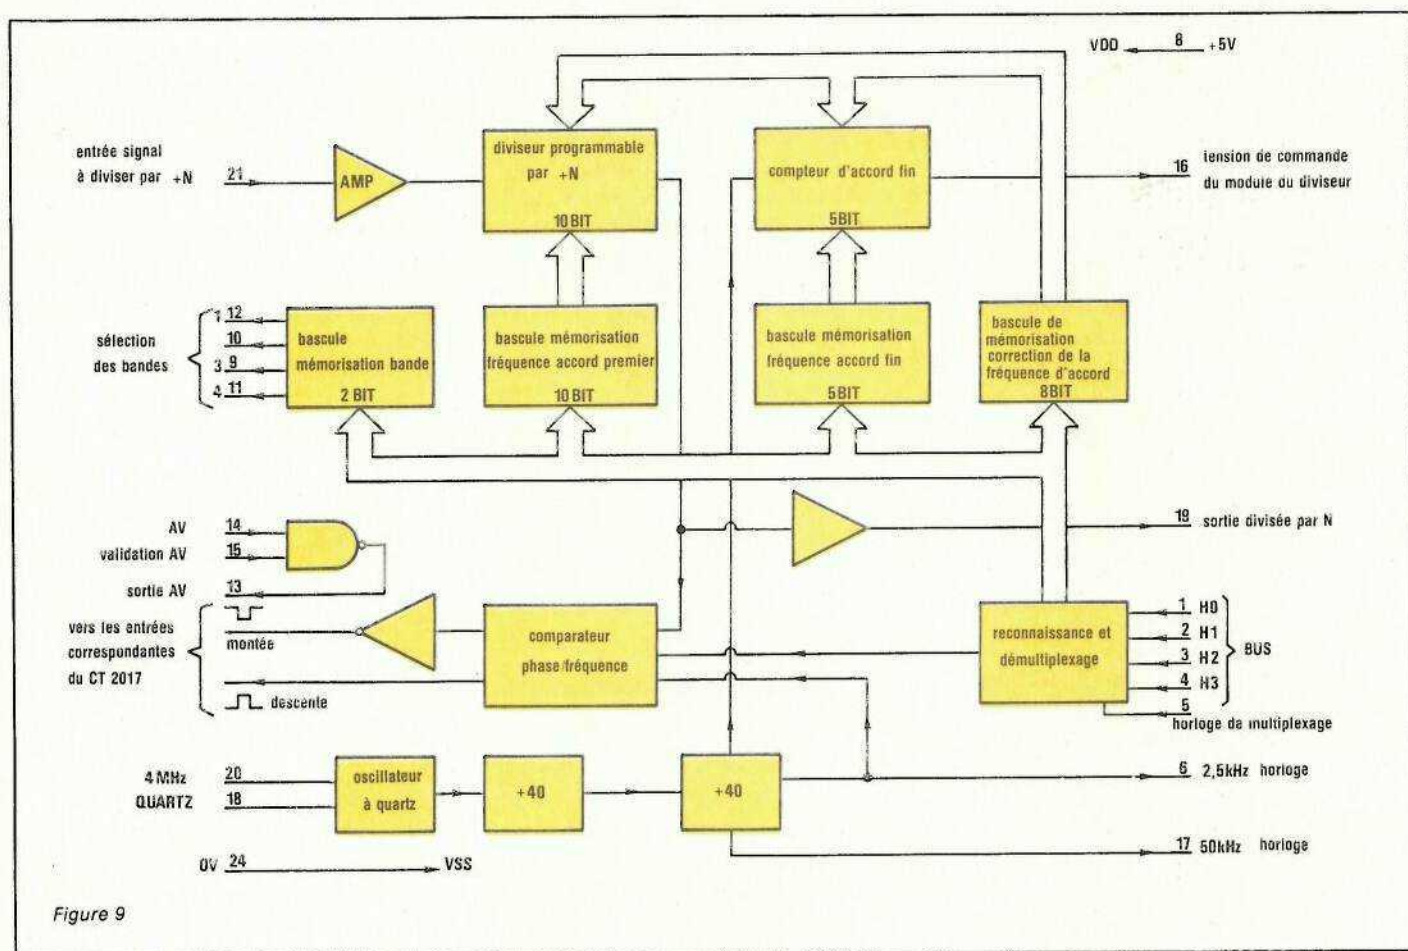 VDD 8 +5V
entrée signal
à diviser par +N
21
AMP
diviseur programmable
par +N
10 BIT
compteur d'accord fin
5 BIT
16
tension de commande
du module ou diviseur
sélection
des bandes
1 12
10
3 9
4 11
bascule
mémorisation bande
2 BIT
bascule mémorisation
fréquence accord premier
10 BIT
bascule mémorisation
fréquence accord fin
5 BIT
bascule de
mémorisation
correction de la
fréquence d'accord
8 BIT
AV 14
validation AV 15
sortie AV 13
19 sortie divisée par N
vers les entrées
correspondantes
du CT 2017
montée
descente
comparateur
phase/fréquence
reconnaissance et
démultiplexage
1 H0
2 H1
3 H2
4 H3
BUS
5
horloge de multiplexage
4 MHz 20
QUARTZ 18
oscillateur
à quartz
+40
+40
6 2,5kHz horloge
17 50kHz horloge
0V 24 VSS
Figure 9